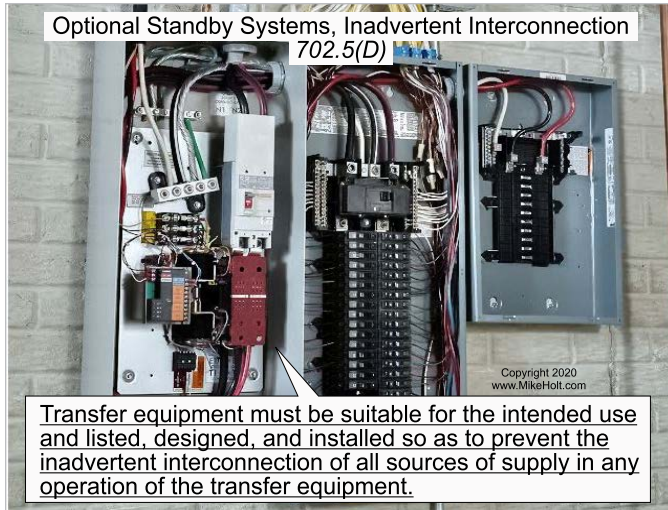 Optional Standby Systems, Inadvertent Interconnection
702.5(D)
Copyright 2020
www.MikeHolt.com
Transfer equipment must be suitable for the intended use
and listed, designed, and installed so as to prevent the
inadvertent interconnection of all sources of supply in any
operation of the transfer equipment.